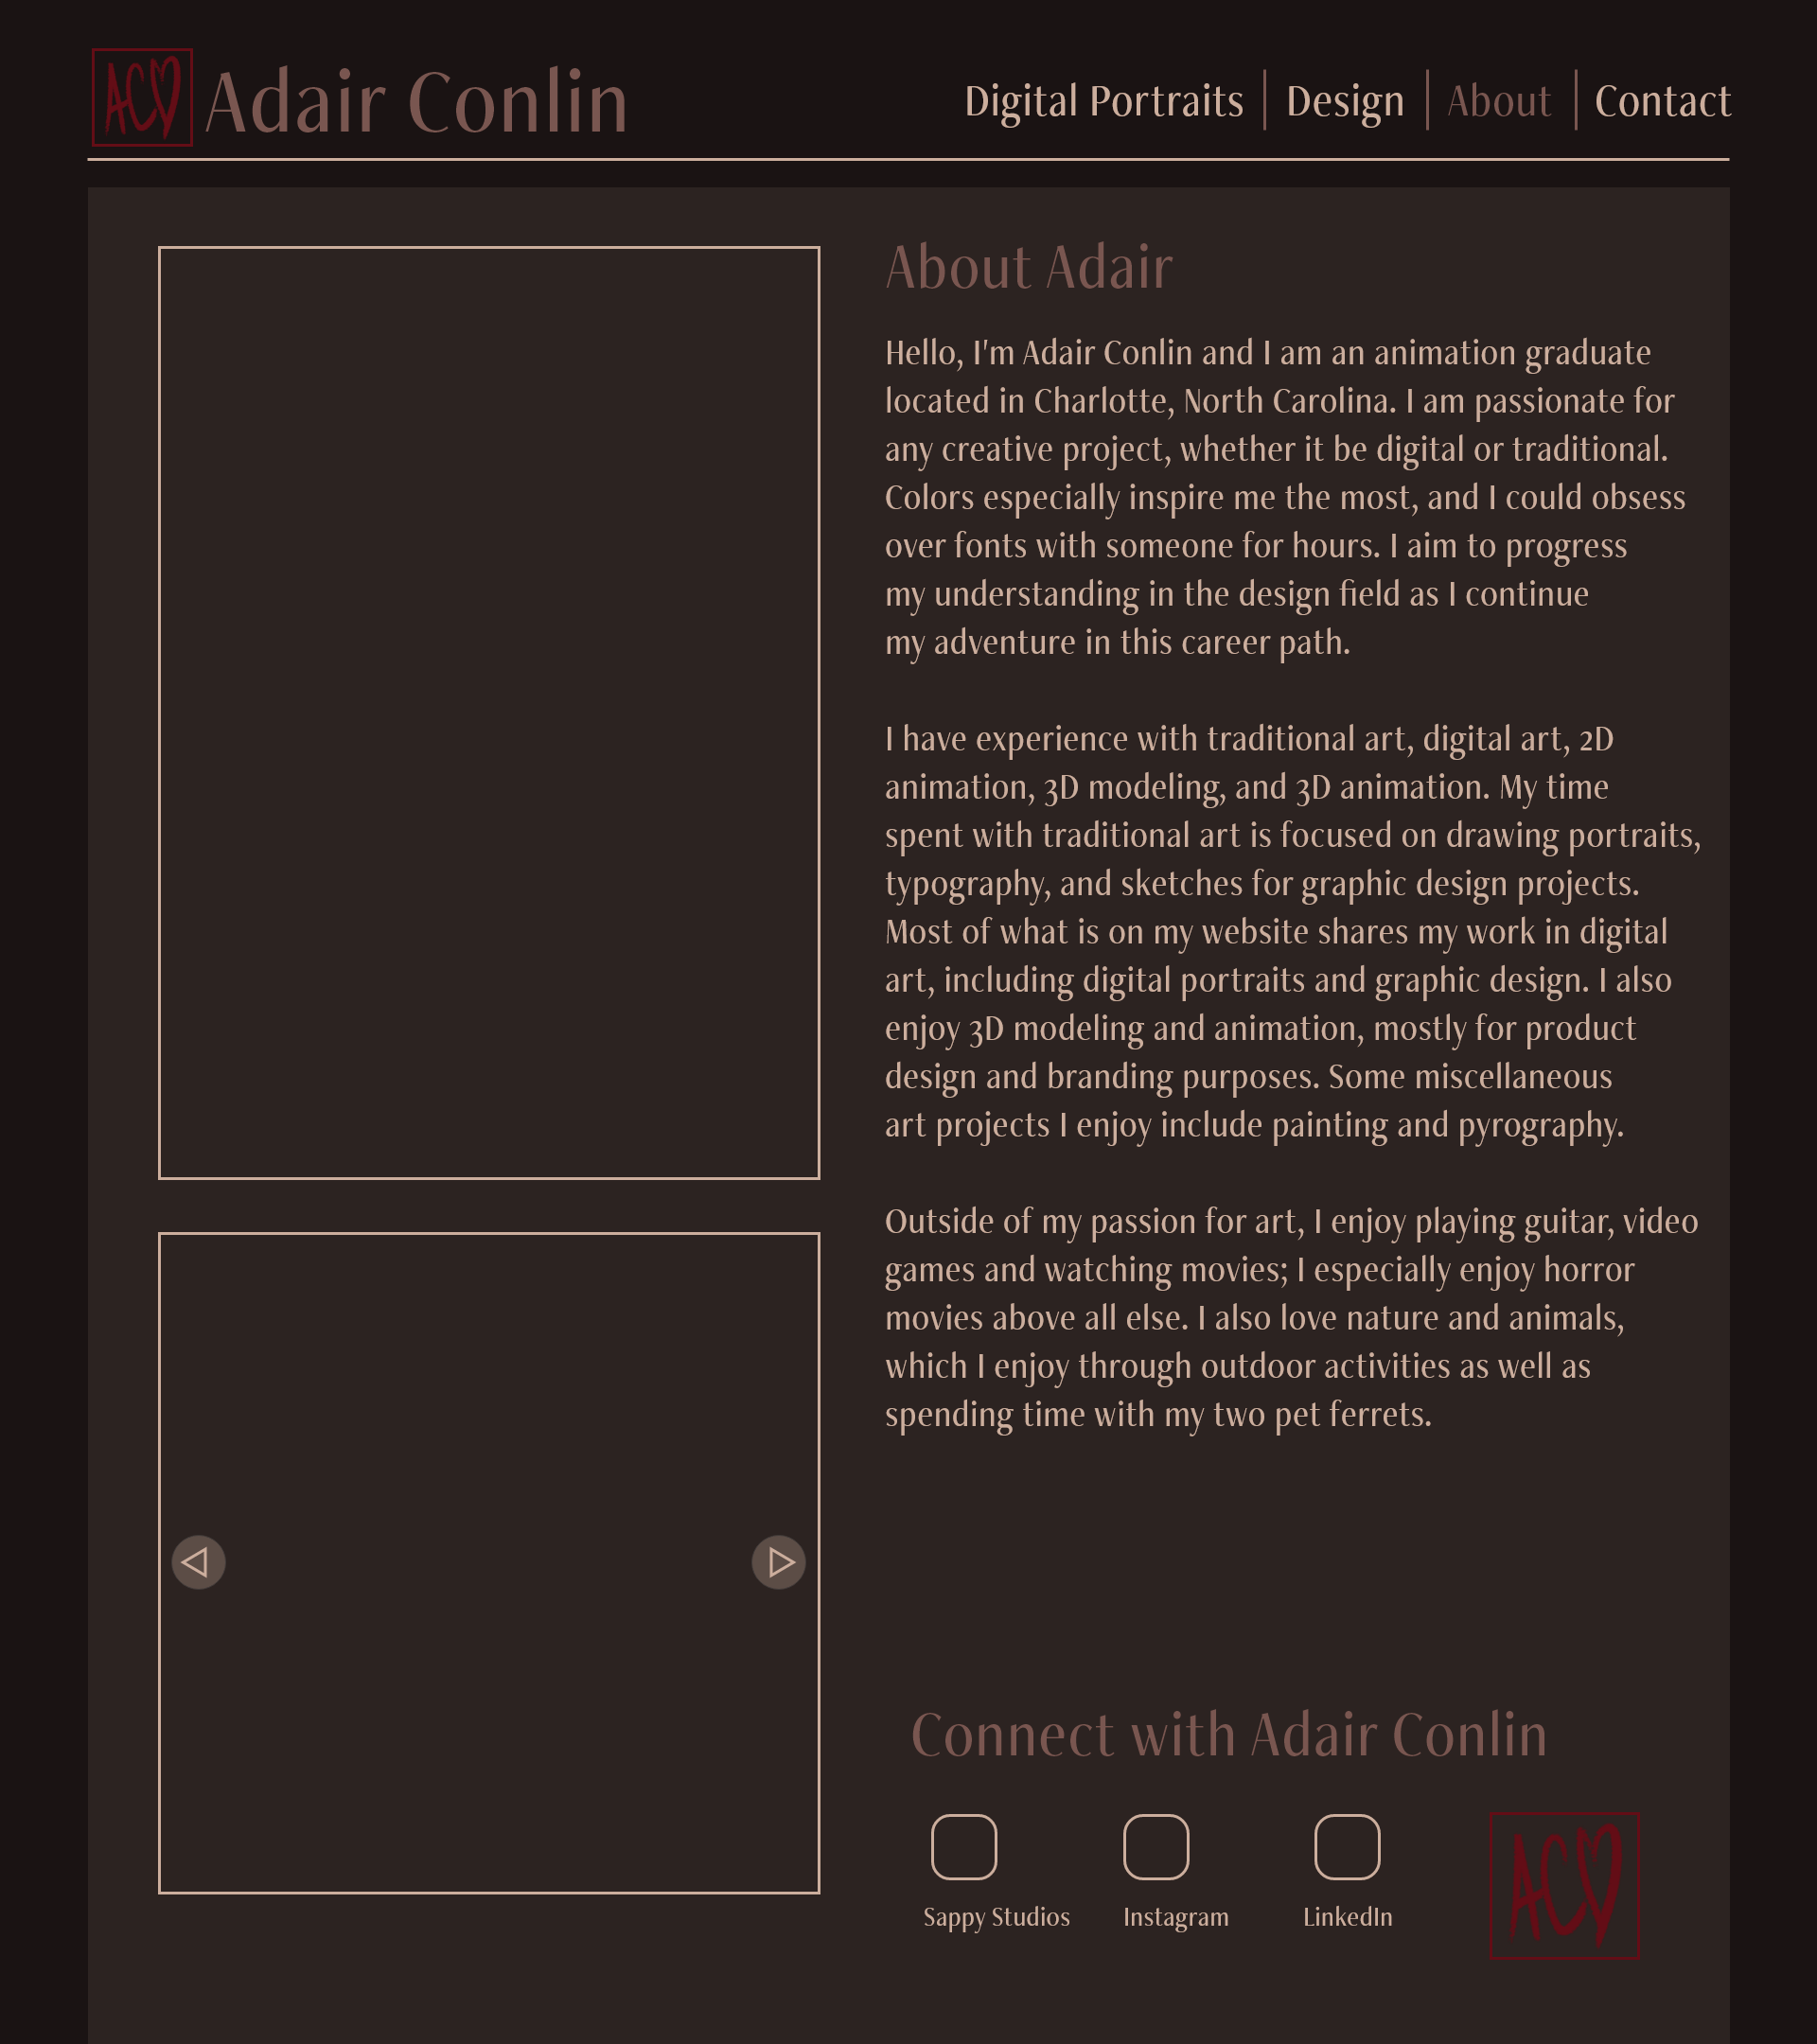 AC
Adair Conlin
Digital Portraits
Design
About
Contact
About Adair
Hello, I'm Adair Conlin and I am an animation graduate
located in Charlotte, North Carolina. I am passionate for
any creative project, whether it be digital or traditional.
Colors especially inspire me the most, and I could obsess
over fonts with someone for hours. I aim to progress
my understanding in the design field as I continue
my adventure in this career path.
I have experience with traditional art, digital art, 2D
animation, 3D modeling, and 3D animation. My time
spent with traditional art is focused on drawing portraits,
typography, and sketches for graphic design projects.
Most of what is on my website shares my work in digital
art, including digital portraits and graphic design. I also
enjoy 3D modeling and animation, mostly for product
design and branding purposes. Some miscellaneous
art projects I enjoy include painting and pyrography.
Outside of my passion for art, I enjoy playing guitar, video
games and watching movies; I especially enjoy horror
movies above all else. I also love nature and animals,
which I enjoy through outdoor activities as well as
spending time with my two pet ferrets.
Connect with Adair Conlin
Sappy Studios
Instagram
LinkedIn
AC